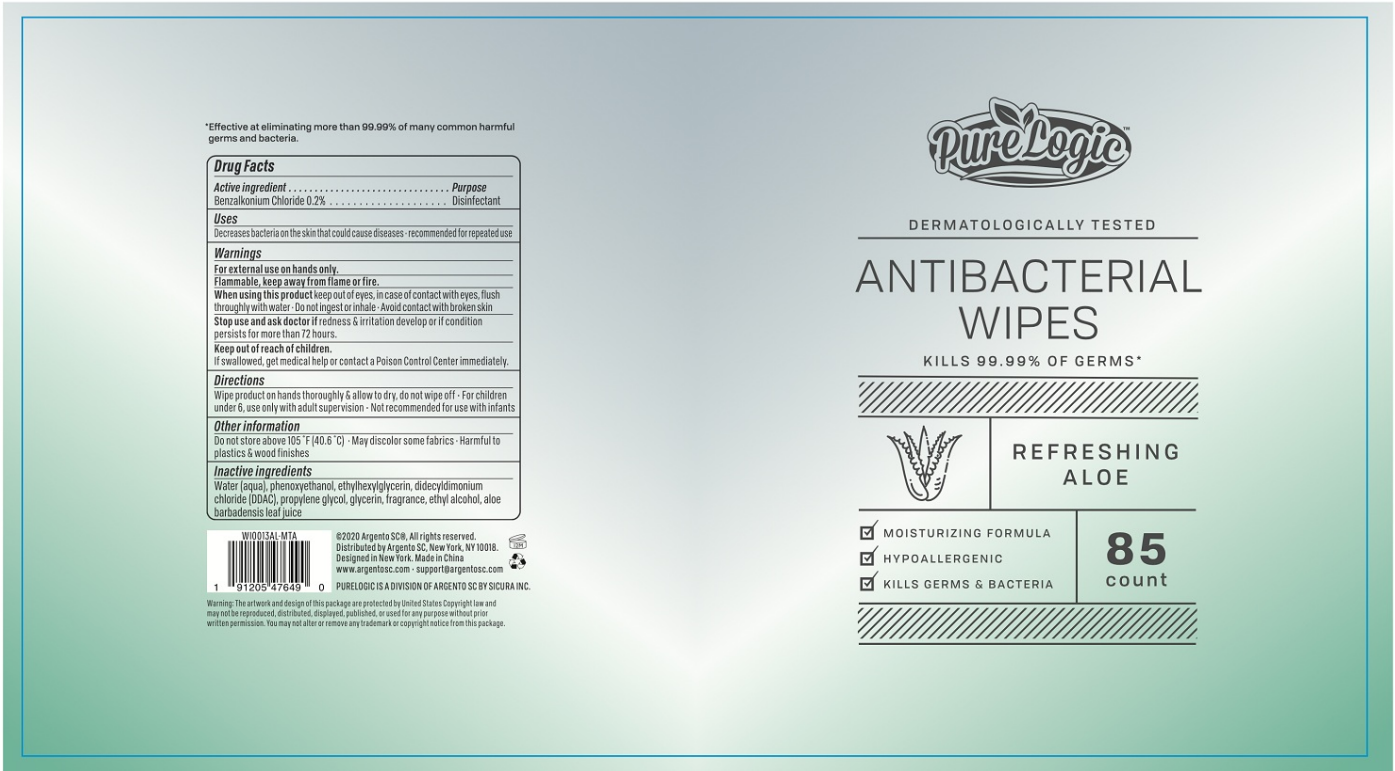 *Effective at eliminating more than 99.99% of many common harmful
germs and bacteria.
Drug Facts
Active ingredient . . . . . . . . . . . . . . . . . . . . . . . . . . . . . . Purpose
Benzalkonium Chloride 0.2% . . . . . . . . . . . . . . . . . . . . Disinfectant
Uses
Decreases bacteria on the skin that could cause diseases · recommended for repeated use
Warnings
For external use on hands only.
Flammable, keep away from flame or fire.
When using this product keep out of eyes, in case of contact with eyes, flush
throughly with water · Do not ingest or inhale · Avoid contact with broken skin
Stop use and ask doctor if redness & irritation develop or if condition
persists for more than 72 hours.
Keep out of reach of children.
If swallowed, get medical help or contact a Poison Control Center immediately.
Directions
Wipe product on hands thoroughly & allow to dry, do not wipe off · For children
under 6, use only with adult supervision · Not recommended for use with infants
Other information
Do not store above 105˚F (40.6˚C) · May discolor some fabrics · Harmful to
plastics & wood finishes
Inactive ingredients
Water (aqua), phenoxyethanol, ethylhexylglycerin, didecyldimonium
chloride (DDAC), propylene glycol, glycerin, fragrance, ethyl alcohol, aloe
barbadensis leaf juice
WI0013AL-MTA
1 91205 47649 0
©2020 Argento SC®, All rights reserved.
Distributed by Argento SC, New York, NY 10018.
Designed in New York. Made in China
www.argentosc.com · support@argentosc.com
12M
PURELOGIC IS A DIVISION OF ARGENTO SC BY SICURA INC.
Warning: The artwork and design of this package are protected by United States Copyright law and
may not be reproduced, distributed, displayed, published, or used for any purpose without prior
written permission. You may not alter or remove any trademark or copyright notice from this package.
PureLogic™
DERMATOLOGICALLY TESTED
ANTIBACTERIAL
WIPES
KILLS 99.99% OF GERMS*
REFRESHING
ALOE
MOISTURIZING FORMULA
HYPOALLERGENIC
KILLS GERMS & BACTERIA
85
count